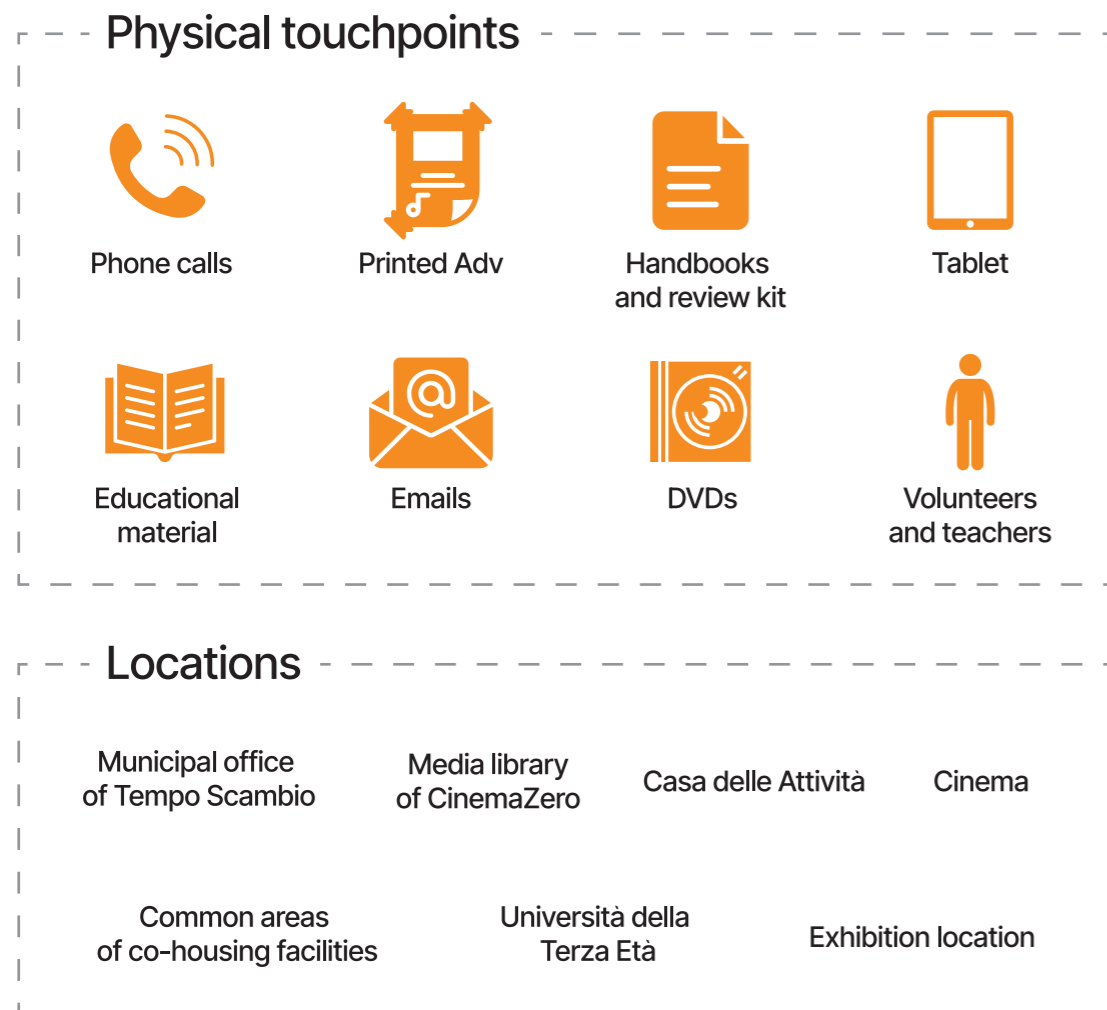 Physical touchpoints
Phone calls
Printed Adv
Handbooks
and review kit
Tablet
Educational
material
Emails
DVDs
Volunteers
and teachers
Locations
Municipal office
of Tempo Scambio
Media library
of CinemaZero
Casa delle Attività
Cinema
Common areas
of co-housing facilities
Università della
Terza Età
Exhibition location